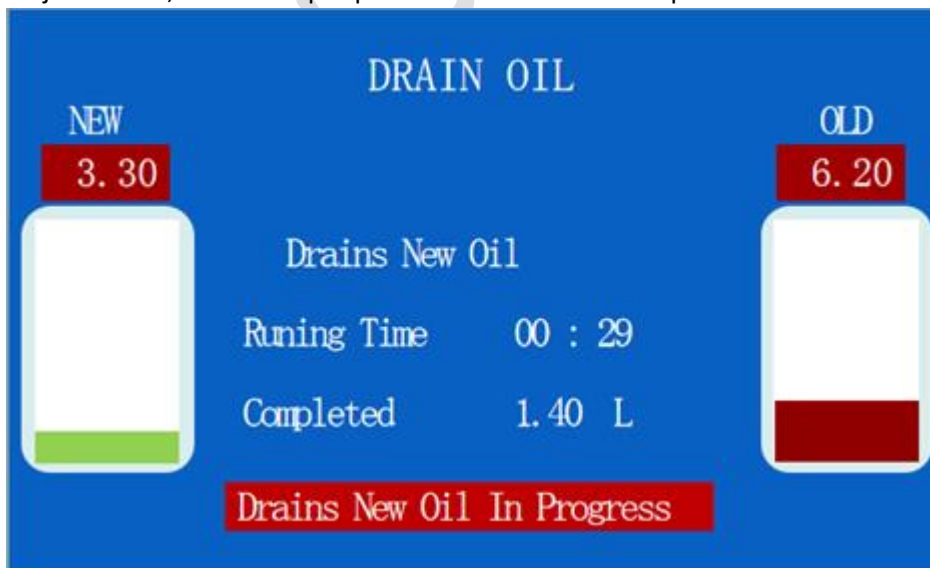 DRAIN OIL
NEW
OLD
3.30
6.20
Drains New Oil
Runing Time 00 : 29
Completed 1.40 L
Drains New Oil In Progress